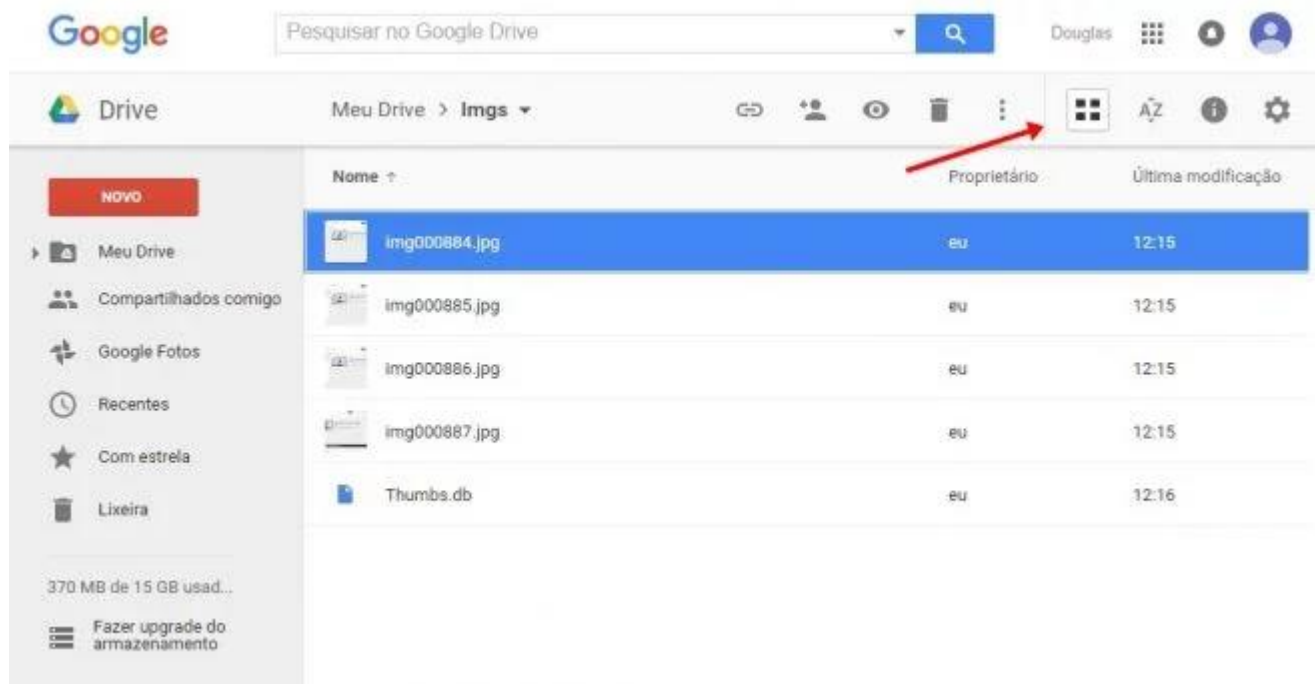 Google
Pesquisar no Google Drive
Douglas
Drive
Meu Drive > Imgs
AZ
NOVO
Meu Drive
Compartilhados comigo
Google Fotos
Recentes
Com estrela
Lixeira
370 MB de 15 GB usad...
Fazer upgrade do
armazenamento
Nome ↑ Proprietário Última modificação
img000884.jpg eu 12:15
img000885.jpg eu 12:15
img000886.jpg eu 12:15
img000887.jpg eu 12:15
Thumbs.db eu 12:16